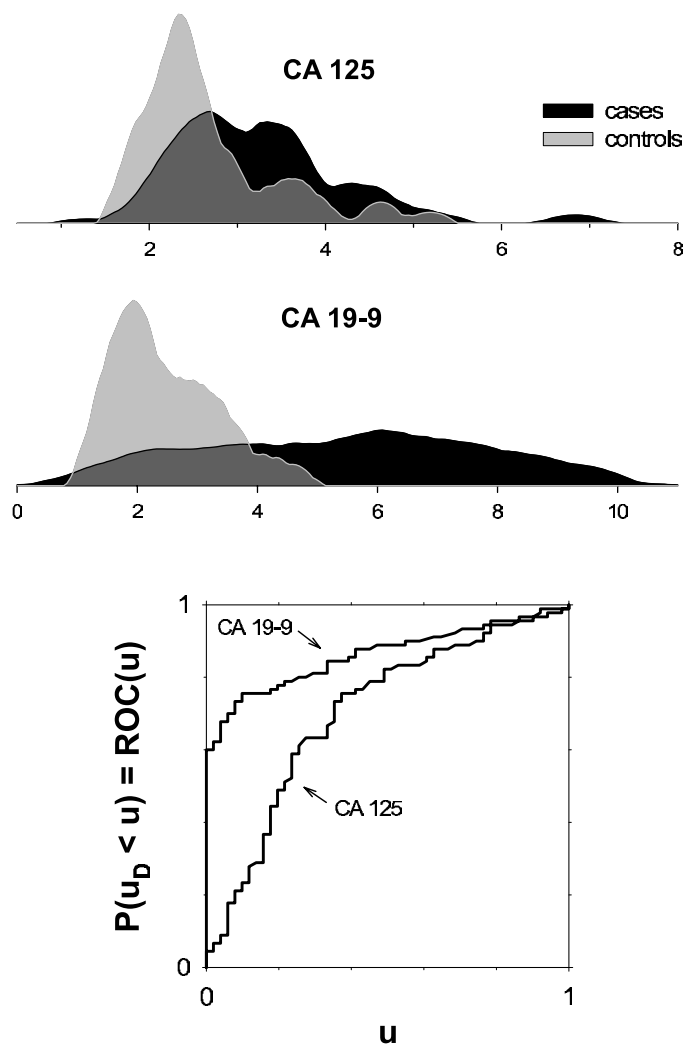 CA 125
cases
controls
2 4 6 8
CA 19-9
0 2 4 6 8 10
1
CA 19-9
CA 125
P(u_D < u) = ROC(u)
0
0 1
u